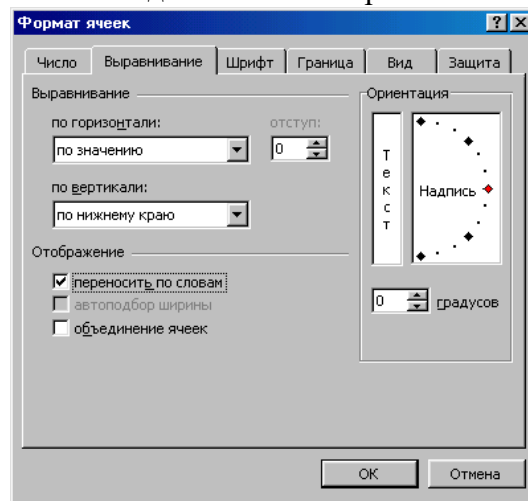 Формат ячеек
Число Выравнивание Шрифт Граница Вид Защита
Выравнивание
по горизонтали: отступ:
по значению 0
по вертикали:
по нижнему краю
Отображение
переносить по словам
автоподбор ширины
объединение ячеек
Ориентация
Текст
Надпись
0 градусов
ОК Отмена